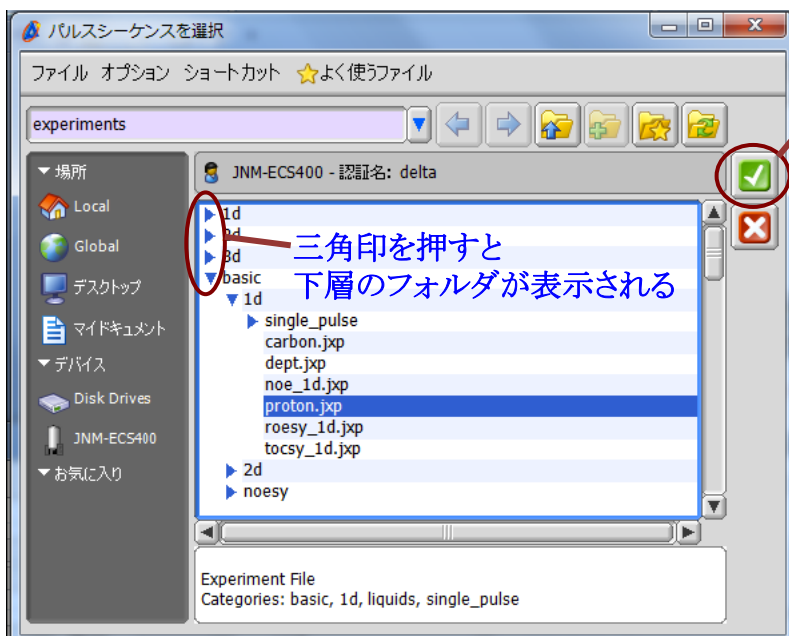 パルスシーケンスを選択
ファイル オプション ショートカット よく使うファイル
experiments
▼場所
Local
Global
デスクトップ
マイドキュメント
▼デバイス
Disk Drives
JNM-ECS400
▼お気に入り
JNM-ECS400 - 認証名: delta
1d
2d
3d
basic
1d
single_pulse
carbon.jxp
dept.jxp
noe_1d.jxp
proton.jxp
roesy_1d.jxp
tocsy_1d.jxp
2d
noesy
三角印を押すと
下層のフォルダが表示される
Experiment File
Categories: basic, 1d, liquids, single_pulse